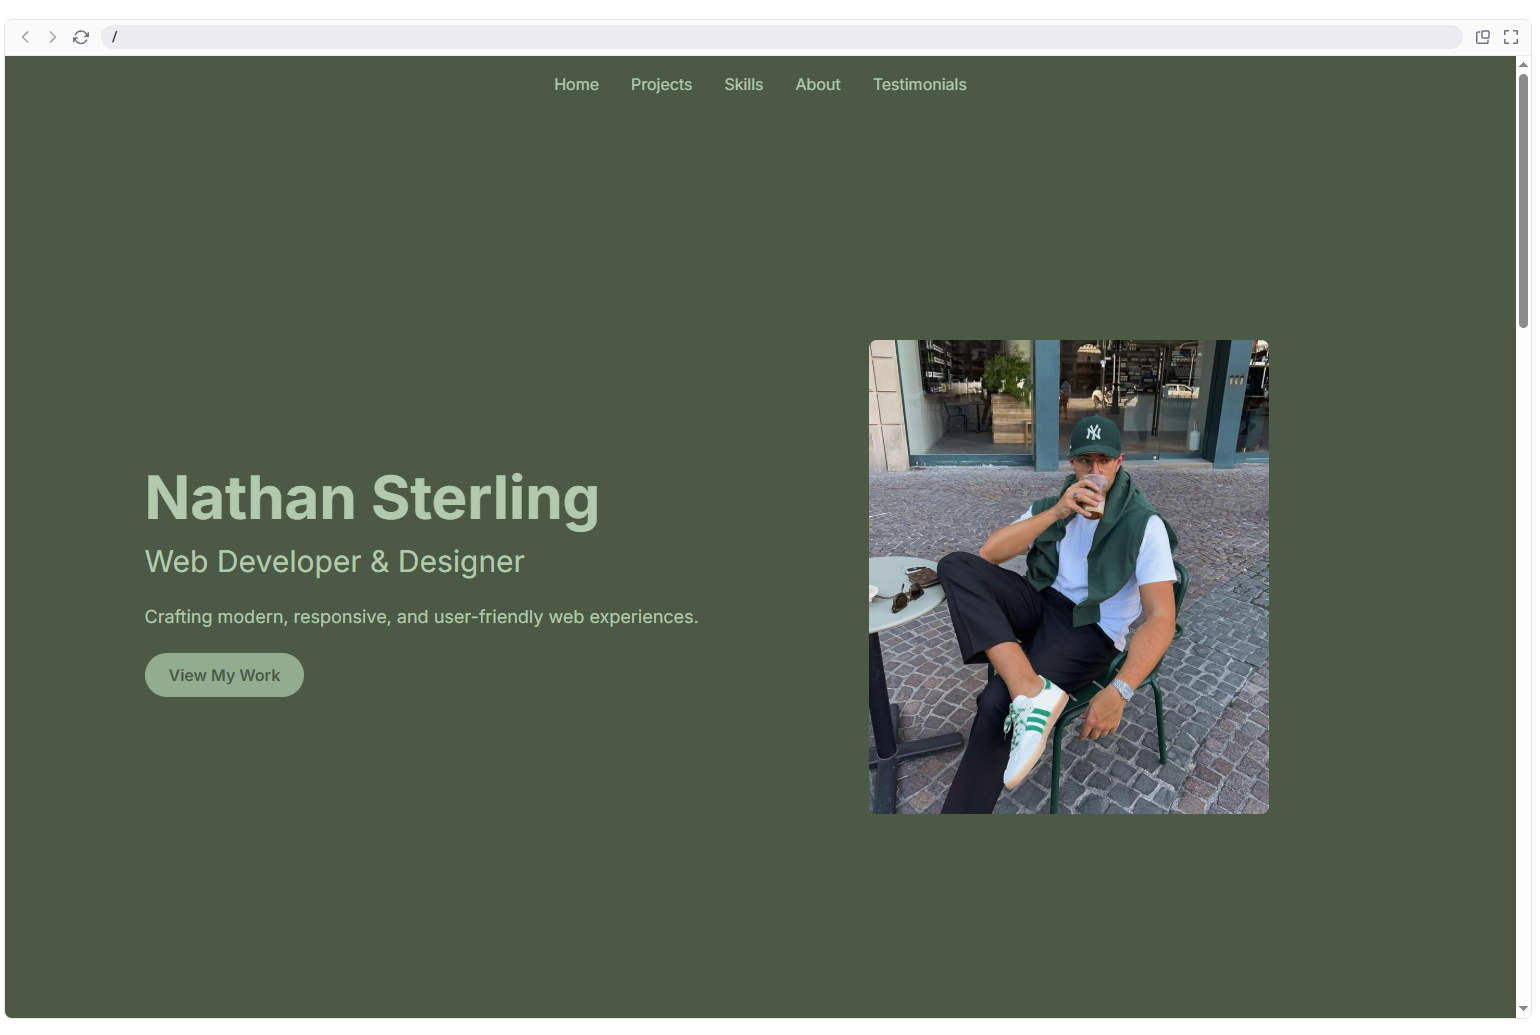 /
Home Projects Skills About Testimonials
NY
Nathan Sterling
Web Developer & Designer
Crafting modern, responsive, and user-friendly web experiences.
View My Work